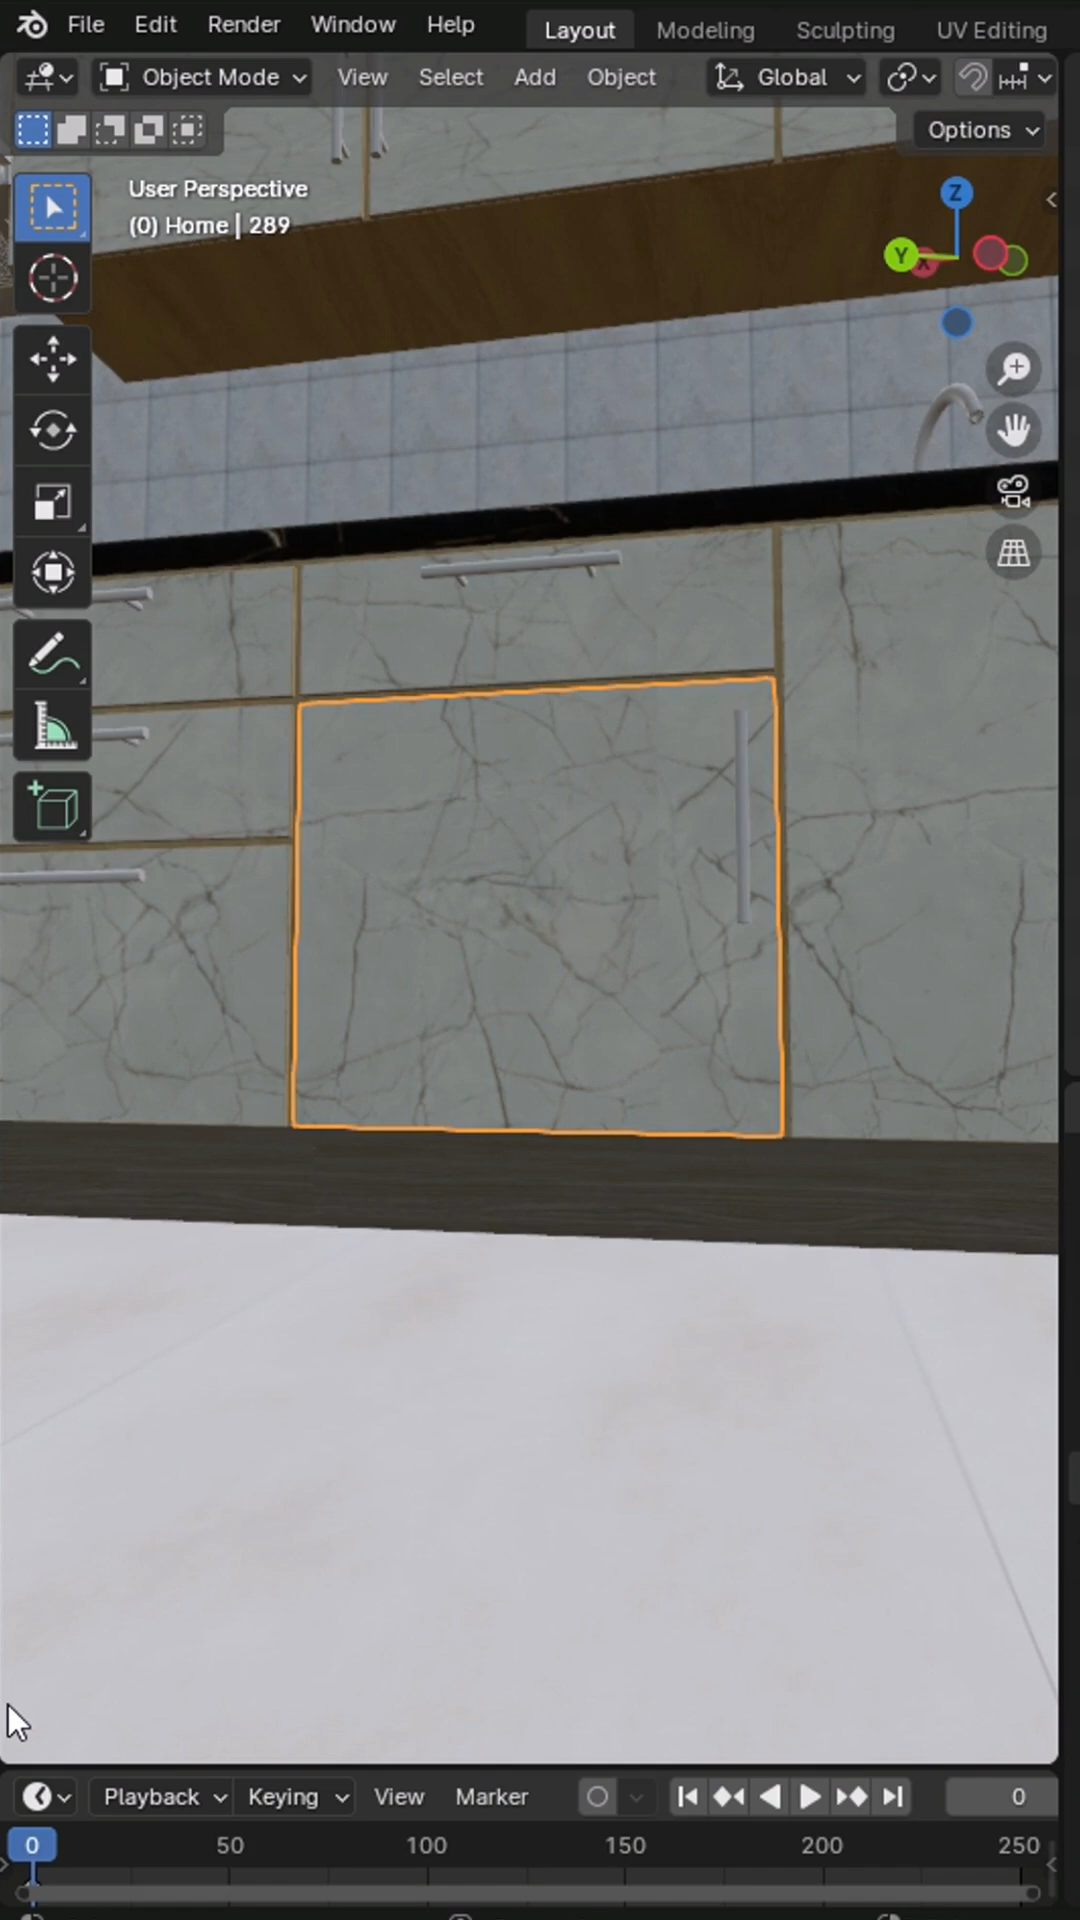 File Edit Render Window Help Layout Modeling Sculpting UV Editing
Object Mode View Select Add Object Global
Options
User Perspective
(0) Home | 289
Z
Y X
Playback Keying View Marker 0
0 50 100 150 200 250